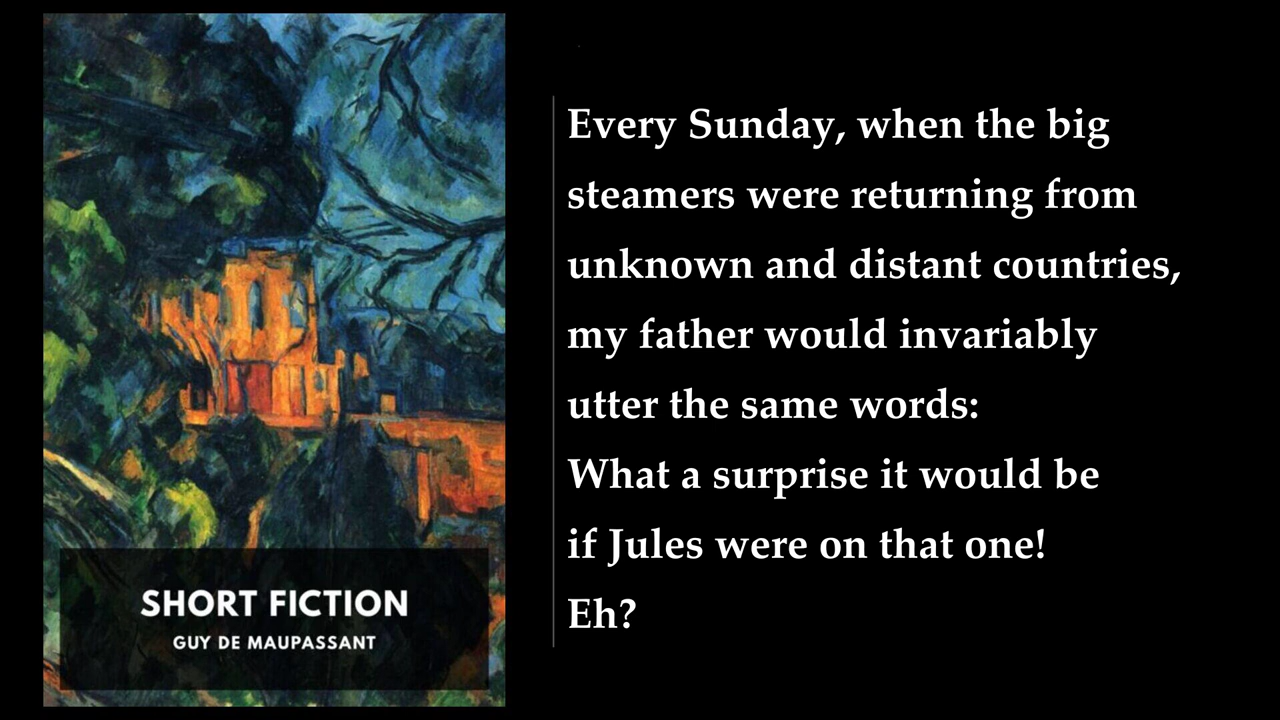 SHORT FICTION
GUY DE MAUPASSANT
Every Sunday, when the big
steamers were returning from
unknown and distant countries,
my father would invariably
utter the same words:
What a surprise it would be
if Jules were on that one!
Eh?